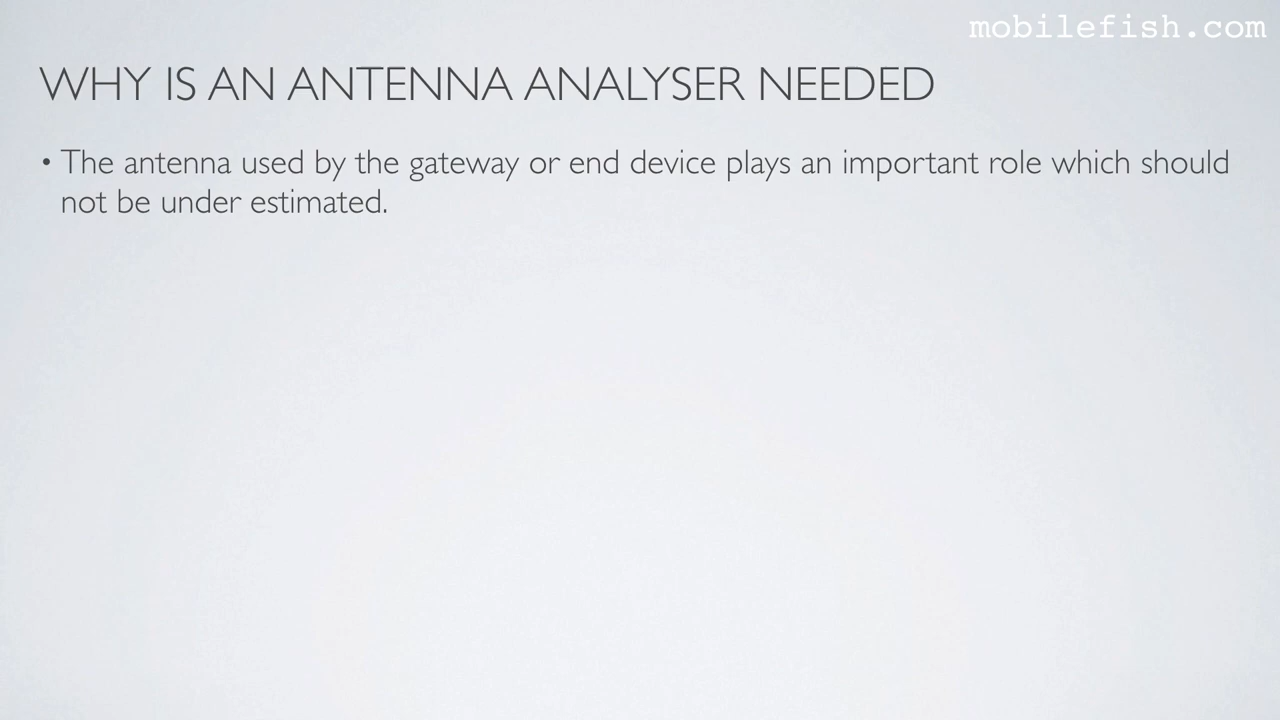 mobilefish.com
WHY IS AN ANTENNA ANALYSER NEEDED
• The antenna used by the gateway or end device plays an important role which should
not be under estimated.